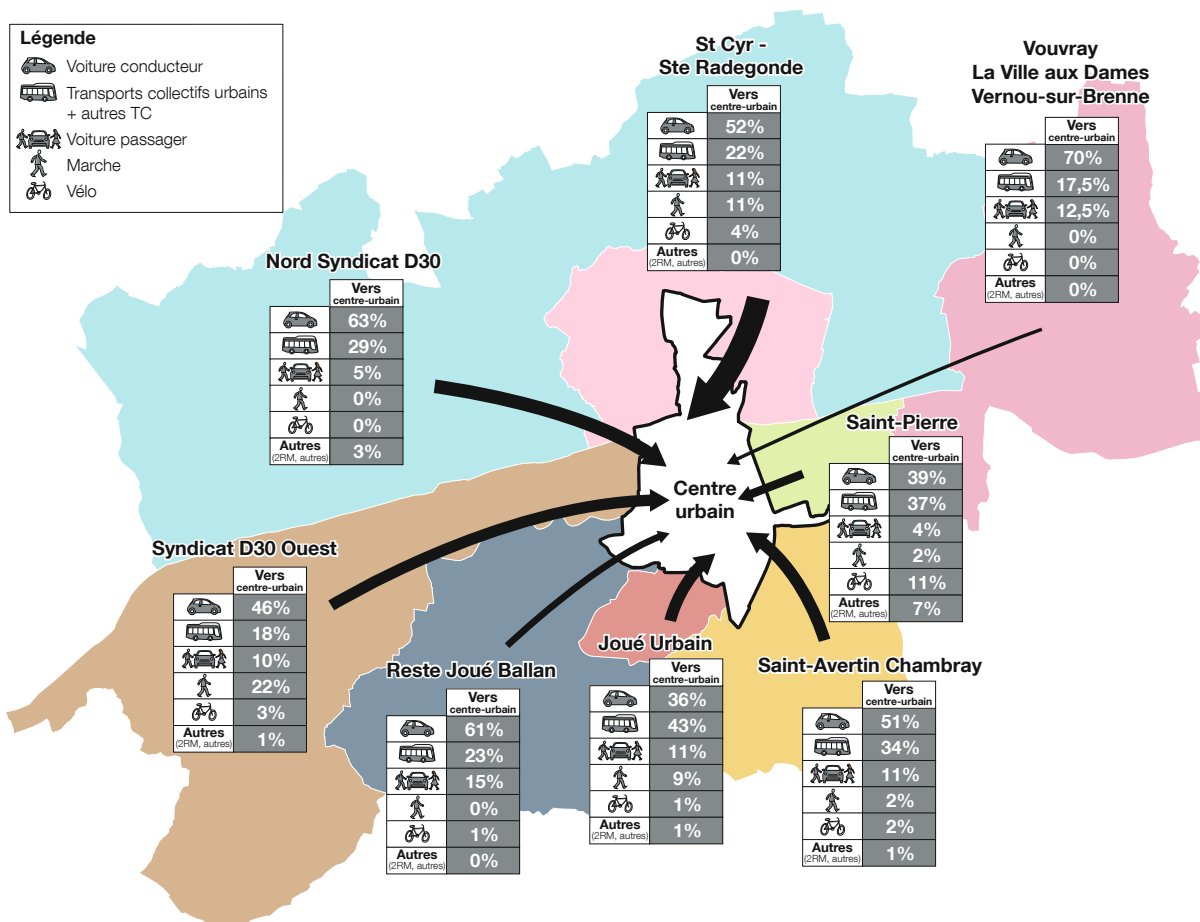 Légende
Voiture conducteur
Transports collectifs urbains
+ autres TC
Voiture passager
Marche
Vélo
St Cyr -
Ste Radegonde
Vers
centre-urbain
52%
22%
11%
11%
4%
Autres
(2RM, autres)
0%
Vouvray
La Ville aux Dames
Vernou-sur-Brenne
Vers
centre-urbain
70%
17,5%
12,5%
0%
0%
Autres
(2RM, autres)
0%
Nord Syndicat D30
Vers
centre-urbain
63%
29%
5%
0%
0%
Autres
(2RM, autres)
3%
Saint-Pierre
Vers
centre-urbain
39%
37%
4%
2%
11%
Autres
(2RM, autres)
7%
Centre
urbain
Syndicat D30 Ouest
Vers
centre-urbain
46%
18%
10%
22%
3%
Autres
(2RM, autres)
1%
Reste Joué Ballan
Vers
centre-urbain
61%
23%
15%
0%
1%
Autres
(2RM, autres)
0%
Joué Urbain
Vers
centre-urbain
36%
43%
11%
9%
1%
Autres
(2RM, autres)
1%
Saint-Avertin Chambray
Vers
centre-urbain
51%
34%
11%
2%
2%
Autres
(2RM, autres)
1%